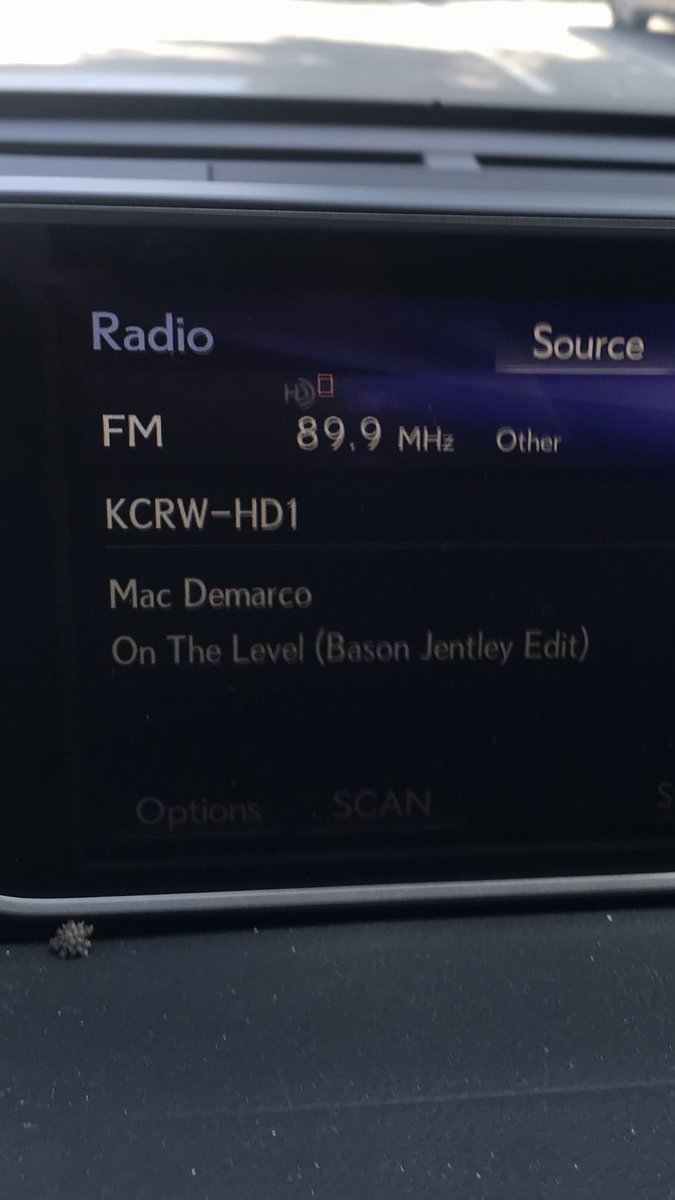 Radio
Source
HD
FM 89.9 MHz Other
KCRW-HD1
Mac Demarco
On The Level (Bason Jentley Edit)
Options SCAN S